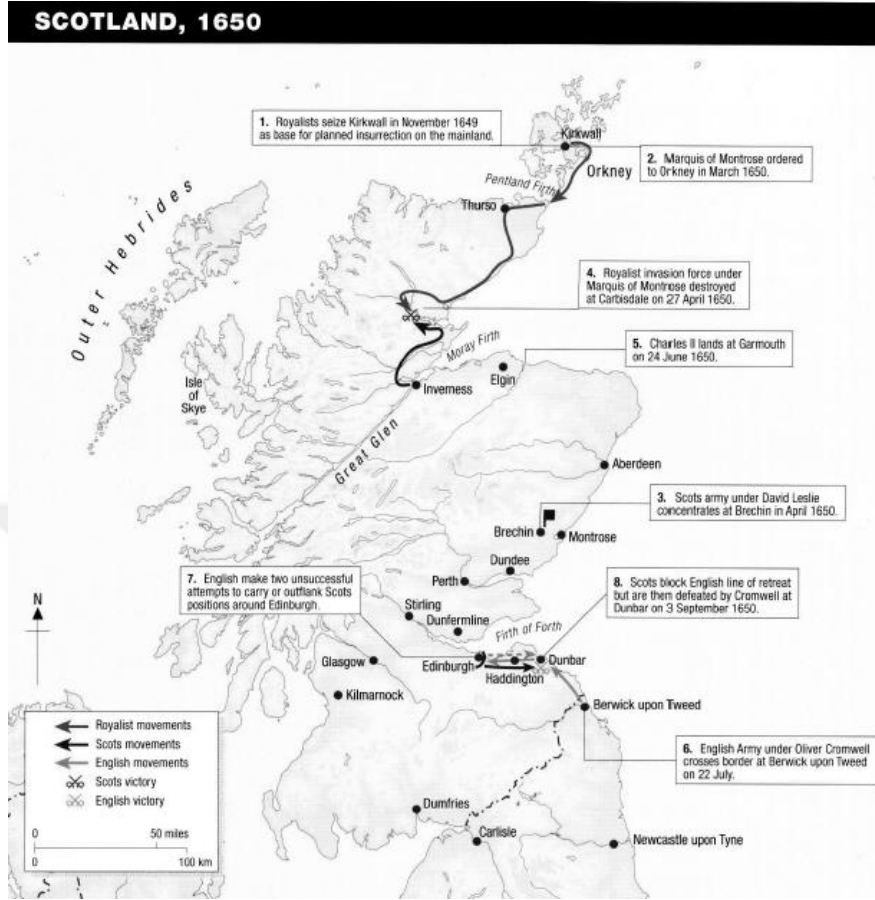 SCOTLAND, 1650
1. Royalists seize Kirkwall in November 1649
as base for planned insurrection on the mainland.
Kirkwall
2. Marquis of Montrose ordered
to Orkney in March 1650.
Orkney
Pentland Firth
Thurso
Outer Hebrides
4. Royalist invasion force under
Marquis of Montrose destroyed
at Carbisdale on 27 April 1650.
Moray Firth
5. Charles II lands at Garmouth
on 24 June 1650.
Elgin
Inverness
Isle
of
Skye
Great Glen
Aberdeen
3. Scots army under David Leslie
concentrates at Brechin in April 1650.
Brechin
Montrose
Dundee
Perth
7. English make two unsuccessful
attempts to carry or outflank Scots
positions around Edinburgh.
8. Scots block English line of retreat
but are them defeated by Cromwell at
Dunbar on 3 September 1650.
N
Stirling
Dunfermline
Firth of Forth
Glasgow
Edinburgh
Dunbar
Haddington
Kilmarnock
Berwick upon Tweed
6. English Army under Oliver Cromwell
crosses border at Berwick upon Tweed
on 22 July.
Royalist movements
Scots movements
English movements
Scots victory
English victory
0 50 miles
0 100 km
Dumfries
Carlisle
Newcastle upon Tyne